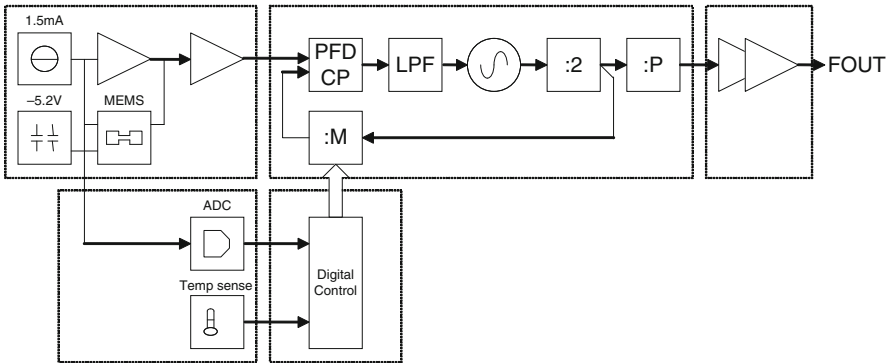 1.5mA
–5.2V
MEMS
PFD
CP
LPF
:2
:P
FOUT
:M
ADC
Temp sense
Digital
Control